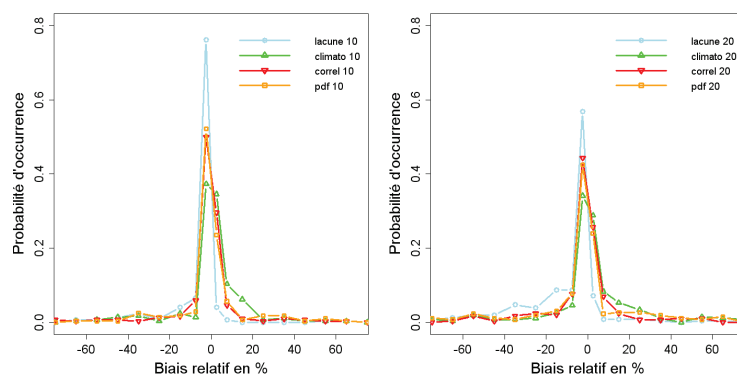 Probabilité d'occurrence
0.0
0.2
0.4
0.6
0.8
lacune 10
climato 10
correl 10
pdf 10
-60 -40 -20 0 20 40 60
Biais relatif en %
Probabilité d'occurrence
0.0
0.2
0.4
0.6
0.8
lacune 20
climato 20
correl 20
pdf 20
-60 -40 -20 0 20 40 60
Biais relatif en %